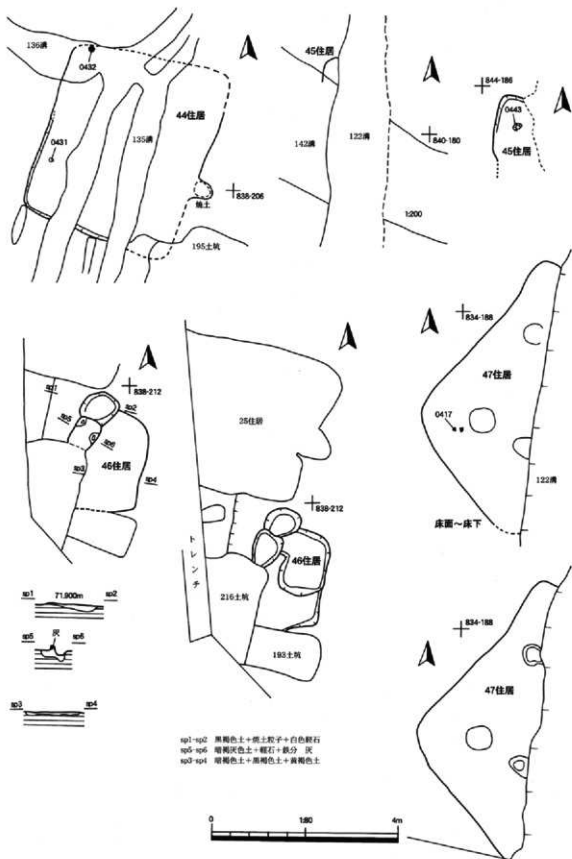 136溝
0432
44住居
135溝
0431
838-206
焼土
195土坑
45住居
142溝
122溝
840-180
1:200
844-186
0443
45住居
838-212
sp1
sp2
sp5
sp6
46住居
sp3
sp4
sp1 71.900m sp2
sp5 灰 sp6
sp3 sp4
25住居
838-212
トレンチ
46住居
216土坑
193土坑
834-188
47住居
0417
122溝
床面～床下
834-188
47住居
sp1-sp2 黒褐色土+焼土粒子+白色軽石
sp5-sp6 暗褐灰色土+軽石+鉄分 灰
sp3-sp4 暗褐色土+黒褐色土+黄褐色土
0 1:80 4m